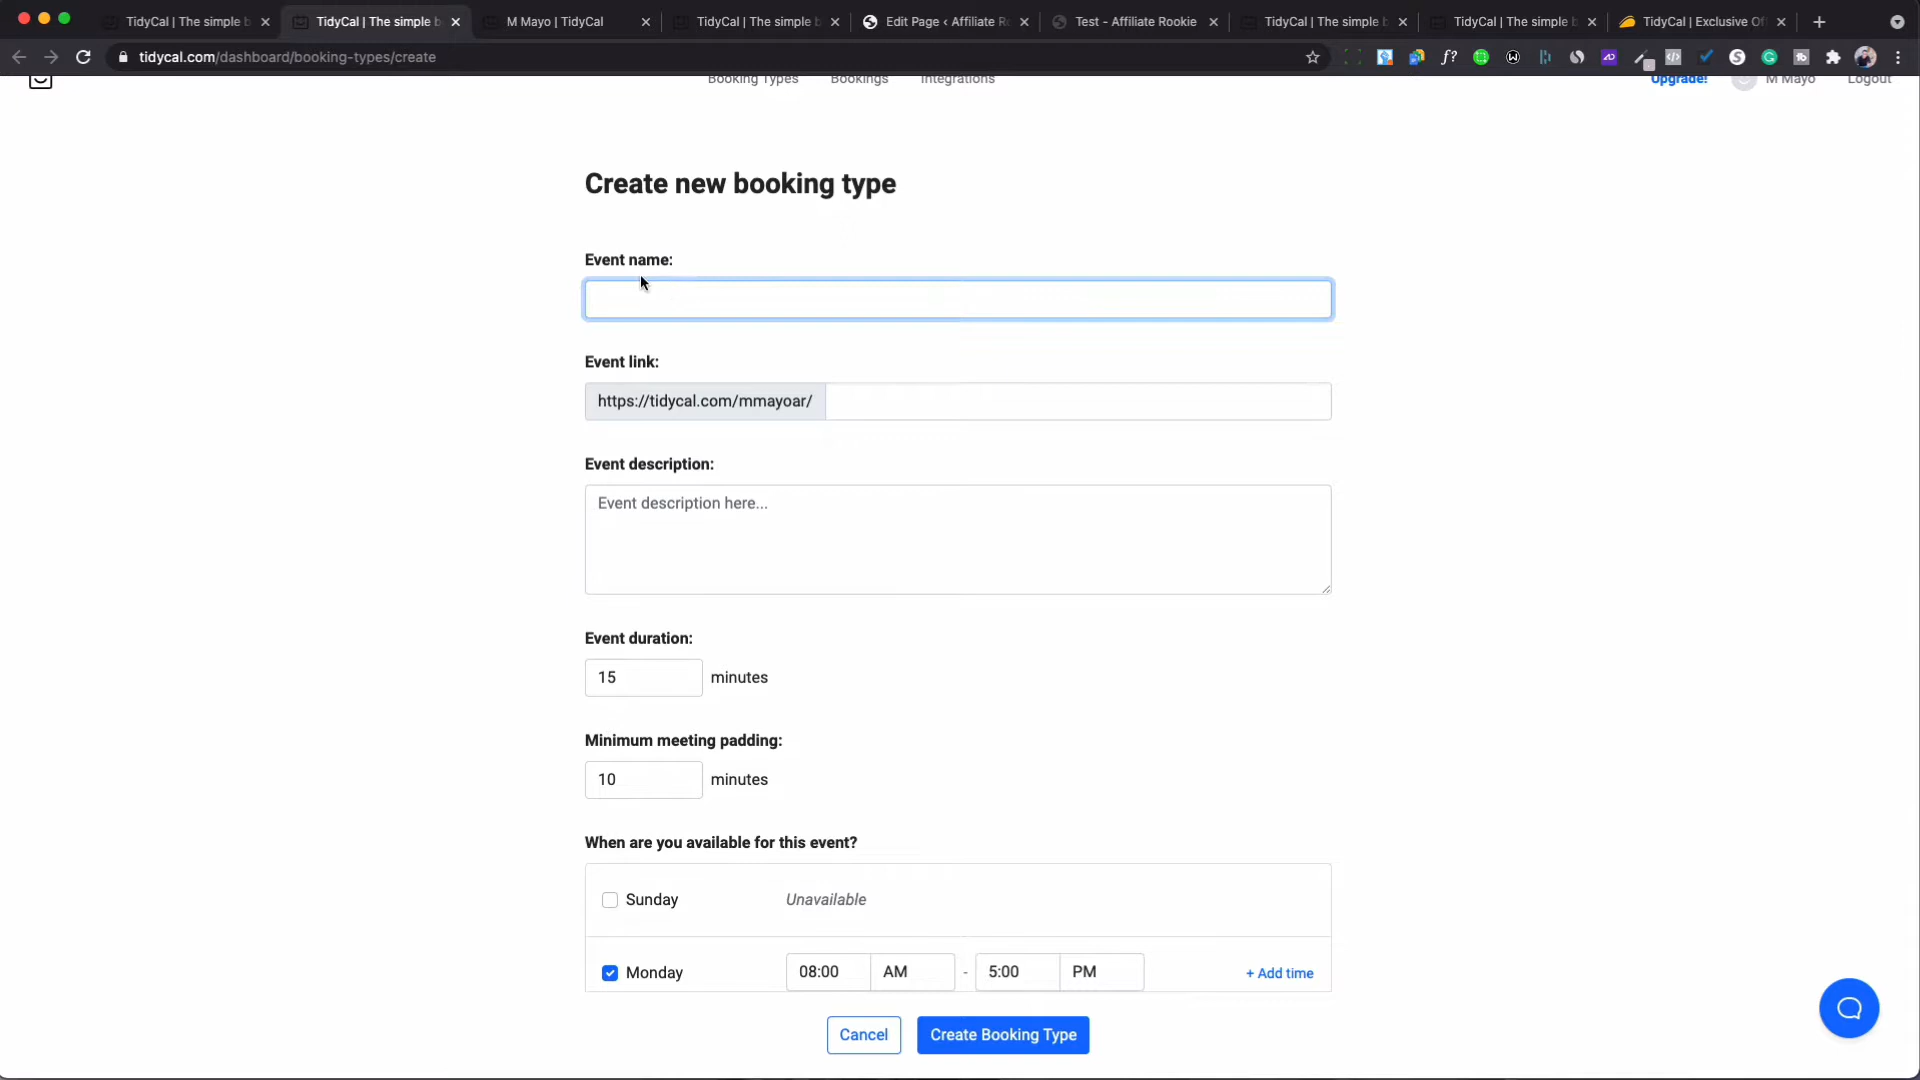 TidyCal | The simple b
TidyCal | The simple b
M Mayo | TidyCal
TidyCal | The simple b
Edit Page ‹ Affiliate R
Test - Affiliate Rookie
TidyCal | The simple b
TidyCal | The simple b
TidyCal | Exclusive Of
tidycal.com/dashboard/booking-types/create
Booking Types
Bookings
Integrations
Upgrade!
M Mayo
Logout
Create new booking type
Event name:
Event link:
https://tidycal.com/mmayoar/
Event description:
Event description here...
Event duration:
15 minutes
Minimum meeting padding:
10 minutes
When are you available for this event?
Sunday Unavailable
Monday 08:00 AM - 5:00 PM + Add time
Cancel
Create Booking Type